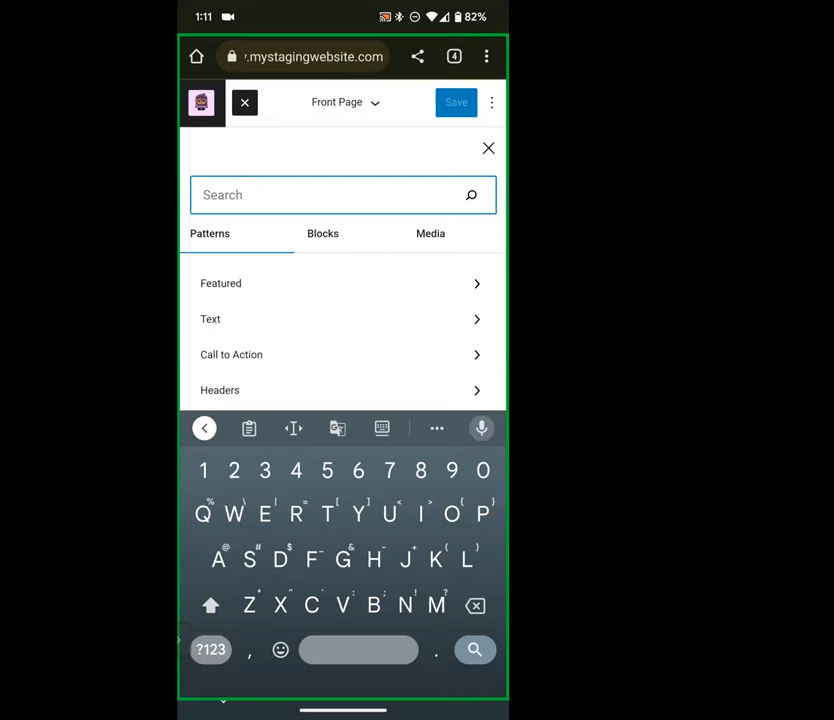 1:11 82%
y.mystagingwebsite.com 4
Front Page Save
Search
Patterns Blocks Media
Featured
Text
Call to Action
Headers
1 2 3 4 5 6 7 8 9 0
% \ | = [ ] < > { }
Q W E R T Y U I O P
@ # $ _ & - + ( )
A S D F G H J K L
* " ' : ; ! ?
Z X C V B N M
?123 , .